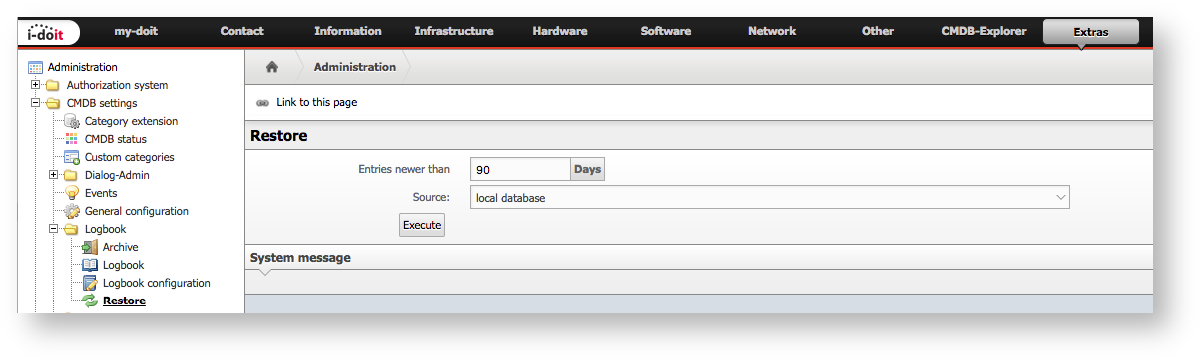 i-doit my-doit Contact Information Infrastructure Hardware Software Network Other CMDB-Explorer Extras
Administration
Authorization system
CMDB settings
Category extension
CMDB status
Custom categories
Dialog-Admin
Events
General configuration
Logbook
Archive
Logbook
Logbook configuration
Restore
Administration
Link to this page
Restore
Entries newer than 90 Days
Source: local database
Execute
System message